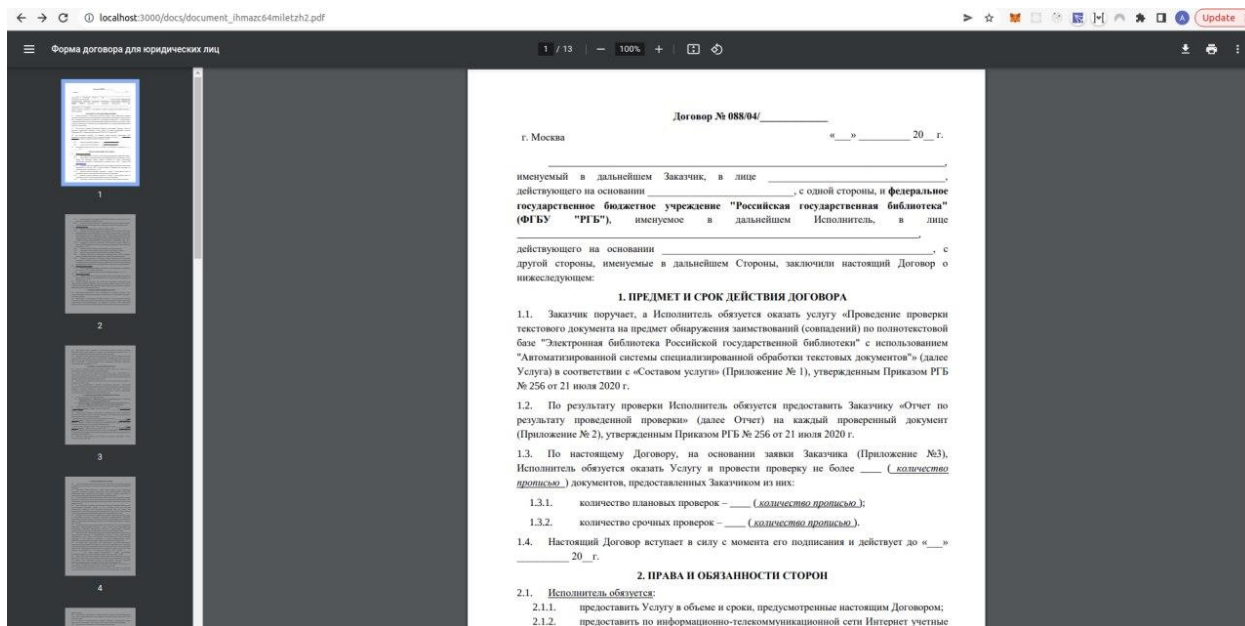 localhost:3000/docs/document_ihmazc64miletzh2.pdf
Update
Форма договора для юридических лиц
1 / 13
100%
1
2
3
4
Договор № 088/04/____________
г. Москва «___» __________ 20__ г.
именуемый в дальнейшем Заказчик, в лице ______________________________,
действующего на основании _________________________, с одной стороны, и федеральное
государственное бюджетное учреждение "Российская государственная библиотека"
(ФГБУ "РГБ"), именуемое в дальнейшем Исполнитель, в лице
______________________________________________________________________,
действующего на основании ______________________________________________, с
другой стороны, именуемые в дальнейшем Стороны, заключили настоящий Договор о
нижеследующем:
1. ПРЕДМЕТ И СРОК ДЕЙСТВИЯ ДОГОВОРА
1.1. Заказчик поручает, а Исполнитель обязуется оказать услугу «Проведение проверки
текстового документа на предмет обнаружения заимствований (совпадений) по полнотекстовой
базе "Электронная библиотека Российской государственной библиотеки" с использованием
"Автоматизированной системы специализированной обработки текстовых документов"» (далее
Услуга) в соответствии с «Составом услуги» (Приложение № 1), утвержденным Приказом РГБ
№ 256 от 21 июля 2020 г.
1.2. По результату проверки Исполнитель обязуется предоставить Заказчику «Отчет по
результату проведенной проверки» (далее Отчет) на каждый проверенный документ
(Приложение № 2), утвержденным Приказом РГБ № 256 от 21 июля 2020 г.
1.3. По настоящему Договору, на основании заявки Заказчика (Приложение №3),
Исполнитель обязуется оказать Услугу и провести проверку не более ____ ( количество
прописью ) документов, предоставленных Заказчиком из них:
1.3.1. количество плановых проверок – ____ ( количество прописью );
1.3.2. количество срочных проверок – ____ ( количество прописью ).
1.4. Настоящий Договор вступает в силу с момента его подписания и действует до «___»
__________ 20__г.
2. ПРАВА И ОБЯЗАННОСТИ СТОРОН
2.1. Исполнитель обязуется:
2.1.1. предоставить Услугу в объеме и сроки, предусмотренные настоящим Договором;
2.1.2. предоставить по информационно-телекоммуникационной сети Интернет учетные